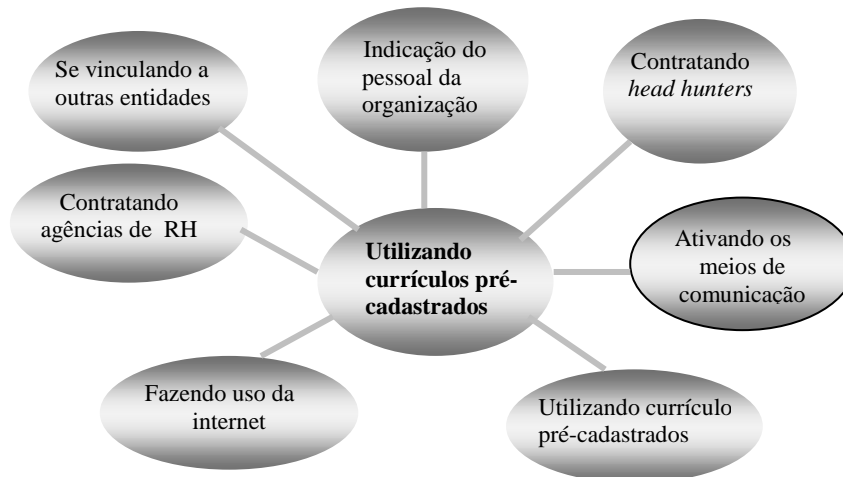 Se vinculando a
outras entidades
Indicação do
pessoal da
organização
Contratando
head hunters
Contratando
agências de RH
Utilizando
currículos pré-
cadastrados
Ativando os
meios de
comunicação
Fazendo uso da
internet
Utilizando currículo
pré-cadastrados